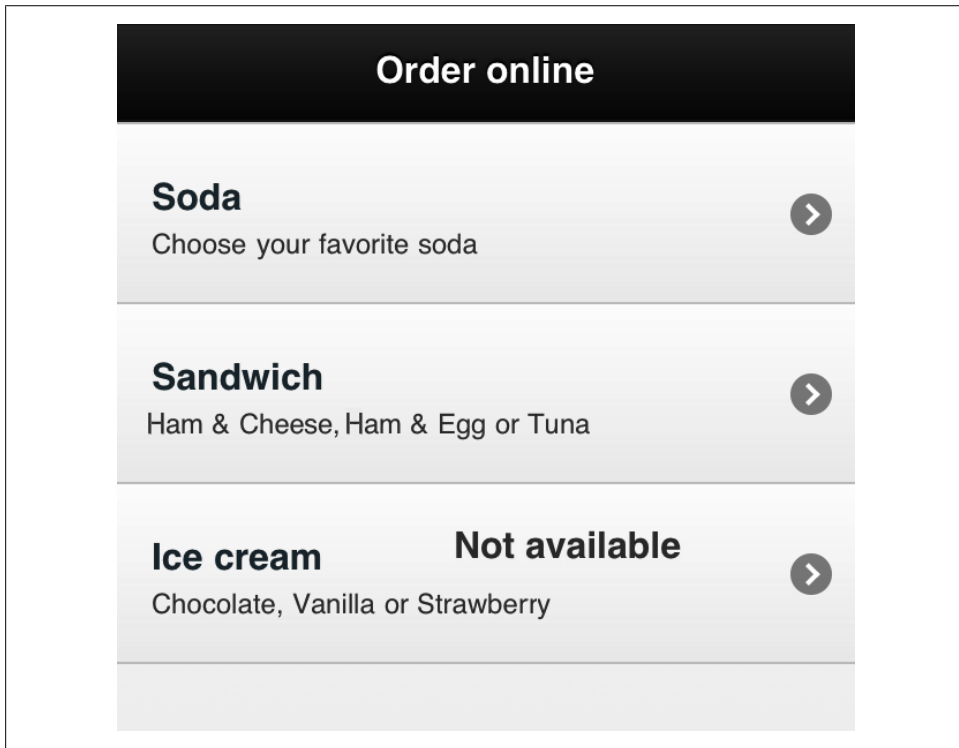 Order online
Soda
Choose your favorite soda
Sandwich
Ham & Cheese, Ham & Egg or Tuna
Ice cream
Not available
Chocolate, Vanilla or Strawberry